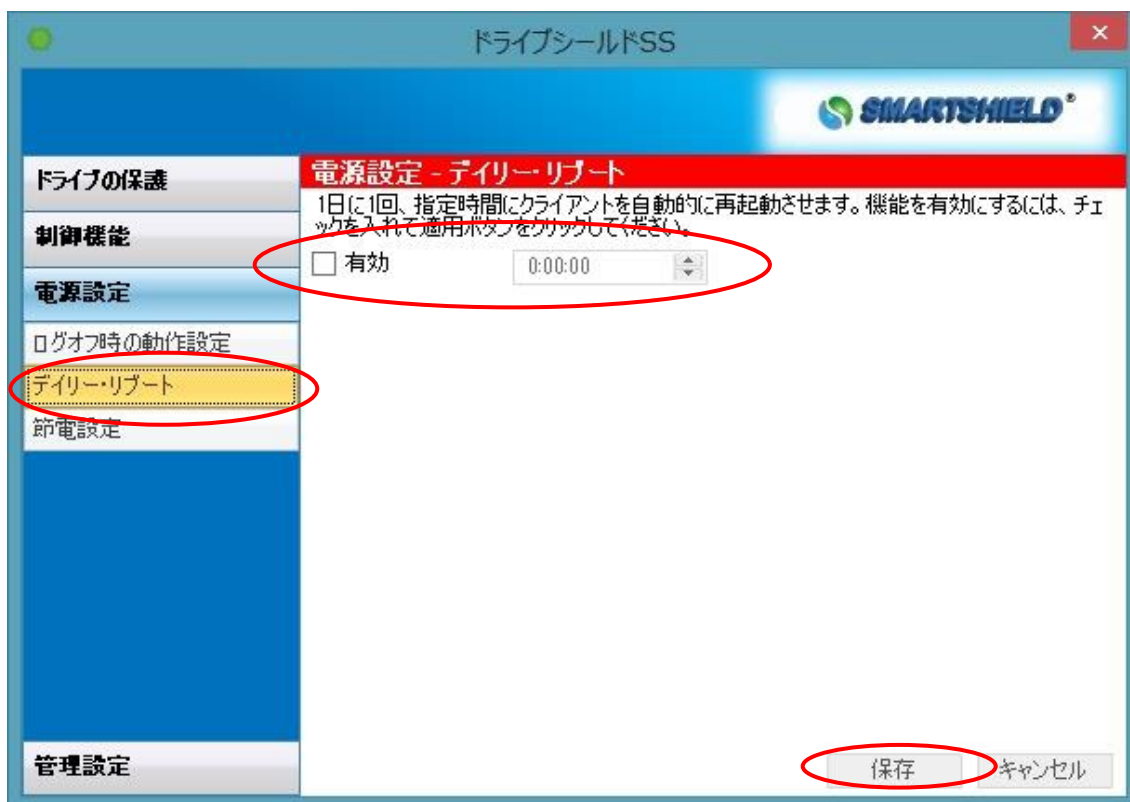 ドライブシールドSS
SMARTSHIELD®
ドライブの保護
制御機能
電源設定
ログオフ時の動作設定
デイリー・リブート
節電設定
管理設定
電源設定 - デイリー・リブート
1日に1回、指定時間にクライアントを自動的に再起動させます。機能を有効にするには、チェ
ックを入れて適用ボタンをクリックしてください。
有効 0:00:00
保存 キャンセル